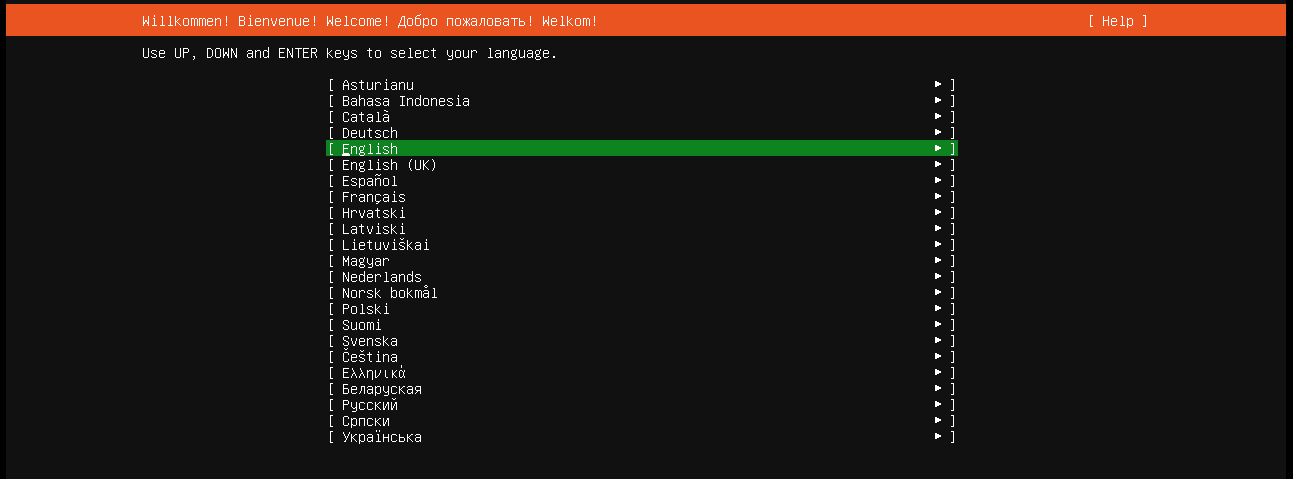 Willkommen! Bienvenue! Welcome! Добро пожаловать! Welkom! [ Help ]
Use UP, DOWN and ENTER keys to select your language.
[ Asturianu ► ]
[ Bahasa Indonesia ► ]
[ Català ► ]
[ Deutsch ► ]
[ English ► ]
[ English (UK) ► ]
[ Español ► ]
[ Français ► ]
[ Hrvatski ► ]
[ Latviski ► ]
[ Lietuviškai ► ]
[ Magyar ► ]
[ Nederlands ► ]
[ Norsk bokmål ► ]
[ Polski ► ]
[ Suomi ► ]
[ Svenska ► ]
[ Čeština ► ]
[ Ελληνικά ► ]
[ Беларуская ► ]
[ Русский ► ]
[ Српски ► ]
[ Українська ► ]